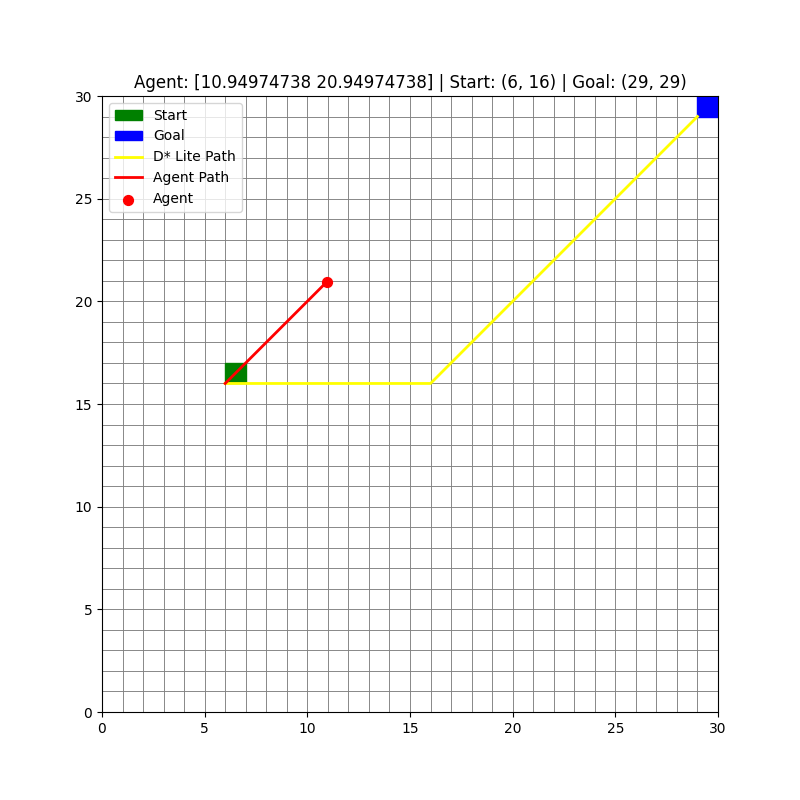 Agent: [10.94974738 20.94974738] | Start: (6, 16) | Goal: (29, 29)
Start
Goal
D* Lite Path
Agent Path
Agent
30
25
20
15
10
5
0
0 5 10 15 20 25 30